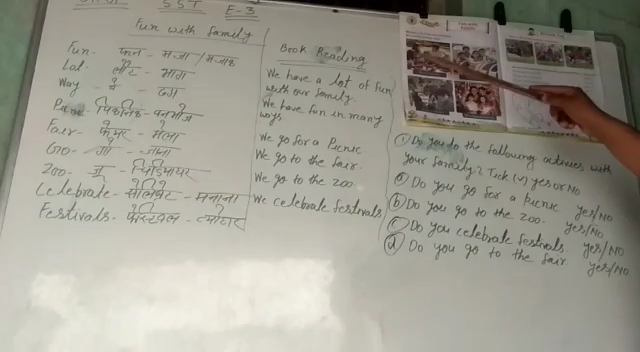 SST E-3
Fun with family
Fun - फन - मजा / मजाक
Lot - लौट - भाग
Way - वे - ढंग
Picnic - पिकनिक - वनभोज
Fair - फेयर - मेला
Go - गो - जाना
Zoo - जू - चिड़ियाघर
Celebrate - सेलिब्रेट - मनाना
Festivals - फेस्टिवल - त्योहार
Book Reading
We have a lot of fun
with our family.
We have fun in many
ways
We go for a Picnic
We go to the fair.
We go to the zoo
We celebrate festivals
① Do you do the following with
your family? Tick (√) yes or No
ⓐ Do you go for a picnic yes/No
ⓑ Do you go to the zoo. yes/No
ⓒ Do you celebrate festivals. yes/No
ⓓ Do you go to the fair. yes/No